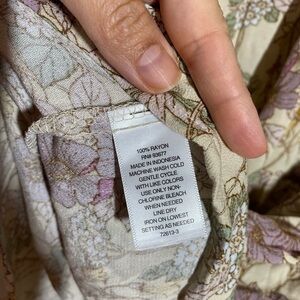 100% RAYON
RN# 93677
MADE IN INDONESIA
MACHINE WASH COLD
GENTLE CYCLE
WITH LIKE COLORS
USE ONLY NON-
CHLORINE BLEACH
WHEN NEEDED
LINE DRY
IRON ON LOWEST
SETTING AS NEEDED
72613-3